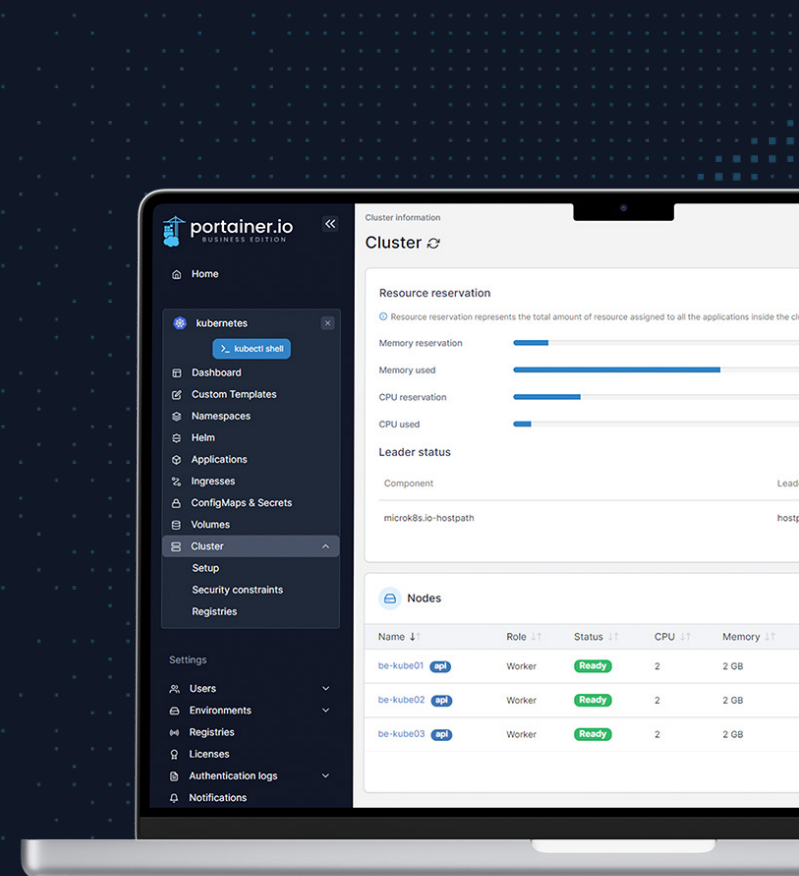 portainer.io
BUSINESS EDITION
Home
kubernetes
kubectl shell
Dashboard
Custom Templates
Namespaces
Helm
Applications
Ingresses
ConfigMaps & Secrets
Volumes
Cluster
Setup
Security constraints
Registries
Settings
Users
Environments
Registries
Licenses
Authentication logs
Notifications
Cluster information
Cluster
Resource reservation
Resource reservation represents the total amount of resource assigned to all the applications inside the
Memory reservation
Memory used
CPU reservation
CPU used
Leader status
Component
microk8s.io-hostpath
Nodes
Name Role Status CPU Memory
be-kube01 api Worker Ready 2 2 GB
be-kube02 api Worker Ready 2 2 GB
be-kube03 api Worker Ready 2 2 GB